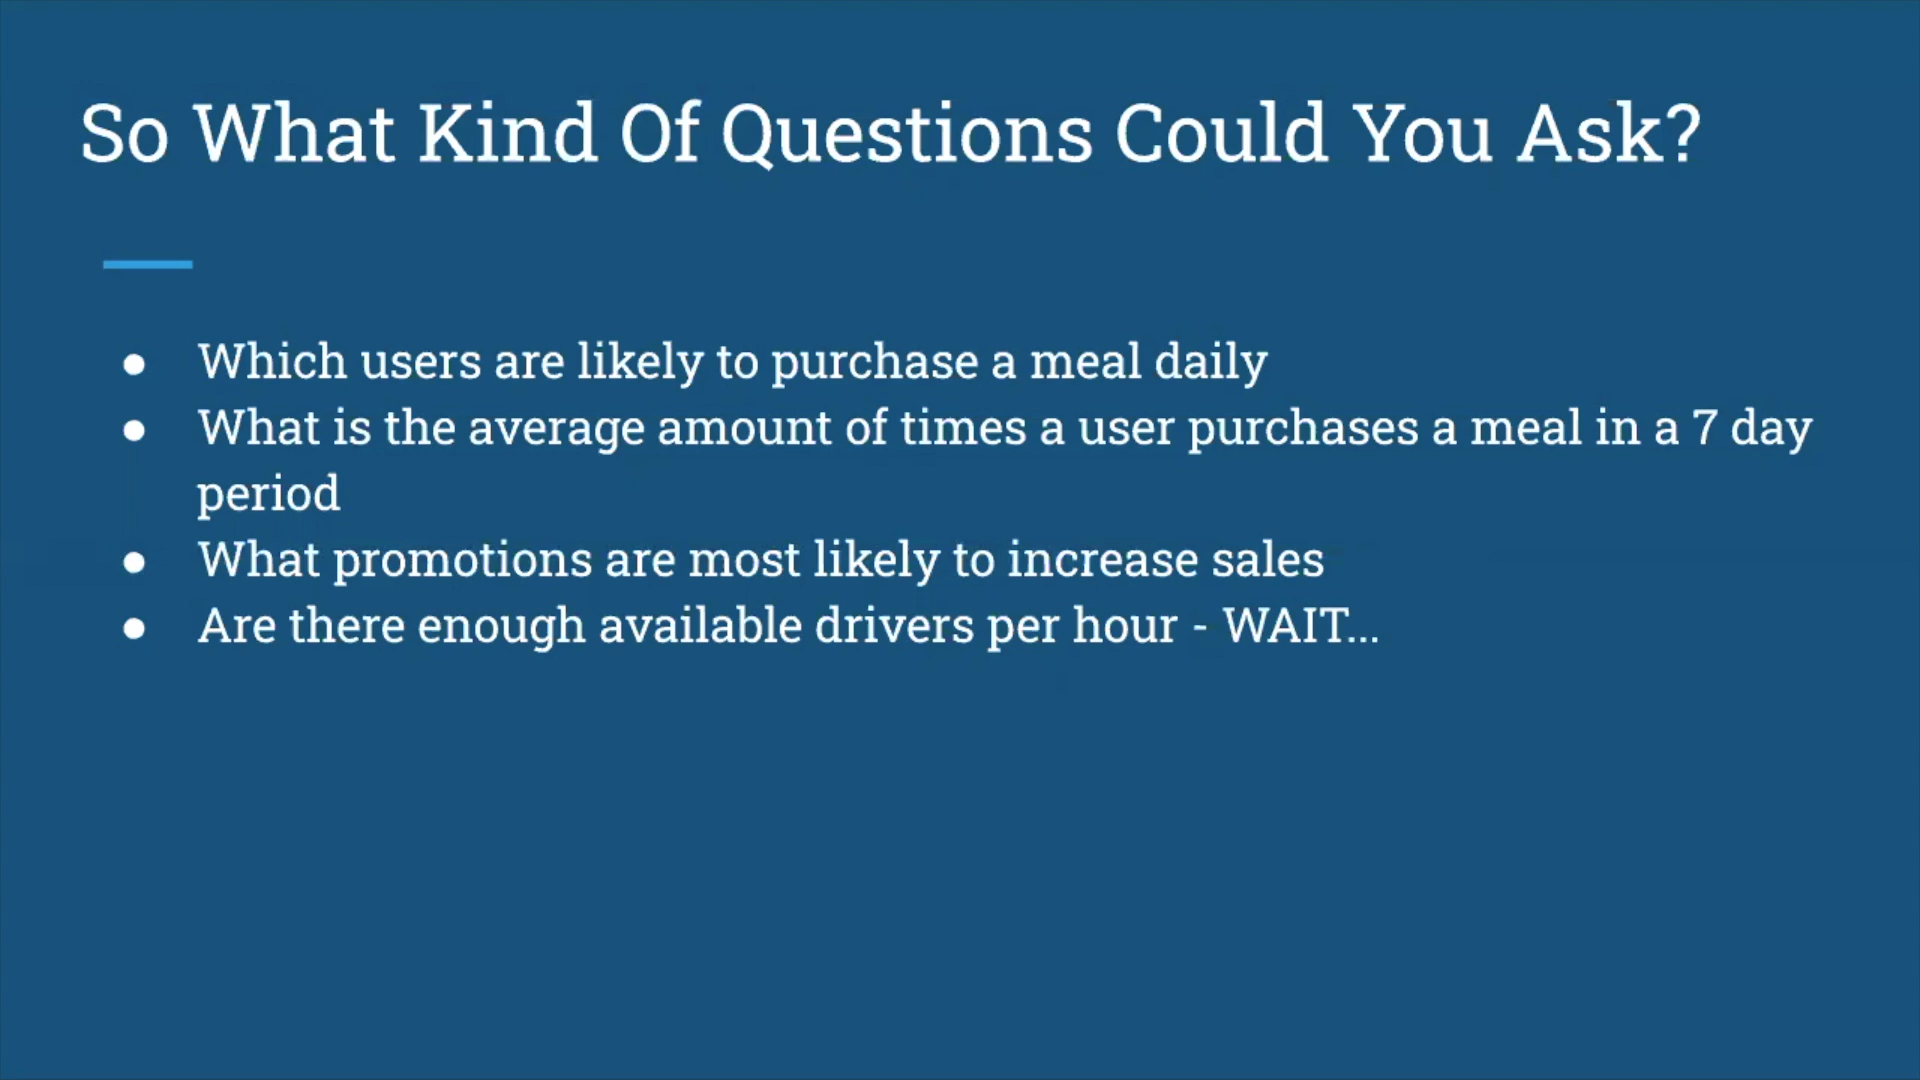 So What Kind Of Questions Could You Ask?
● Which users are likely to purchase a meal daily
● What is the average amount of times a user purchases a meal in a 7 day
period
● What promotions are most likely to increase sales
● Are there enough available drivers per hour - WAIT...